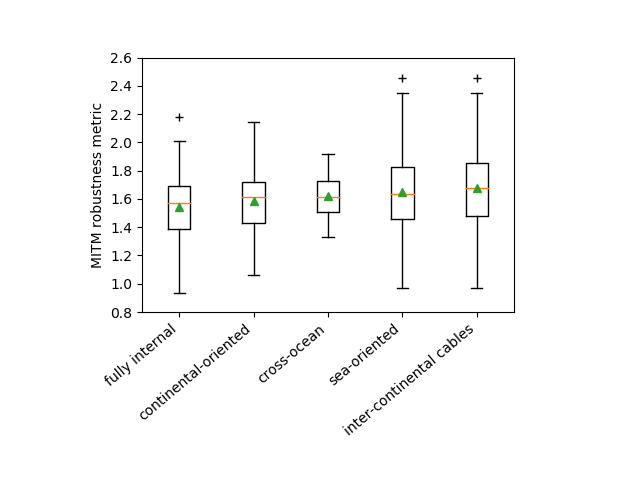 MITM robustness metric
2.6
2.4
2.2
2.0
1.8
1.6
1.4
1.2
1.0
0.8
fully internal
continental-oriented
cross-ocean
sea-oriented
inter-continental cables